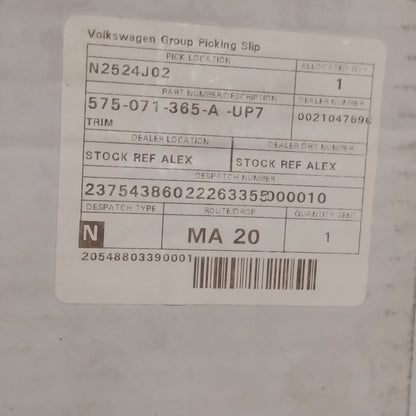 Volkswagen Group Picking Slip
PICK LOCATION
ALLOCATED QTY
N2524J02
1
PART NUMBER/DESCRIPTION
DEALER NUMBER
575-071-365-A -UP7
TRIM
002104769
DEALER LOCATION
DEALER ORD NUMBER
STOCK REF ALEX
STOCK REF ALEX
DESPATCH NUMBER
23754386022263355000010
DESPATCH TYPE
ROUTE/DROP
QUANTITY SENT
N
MA 20
1
20548803390001